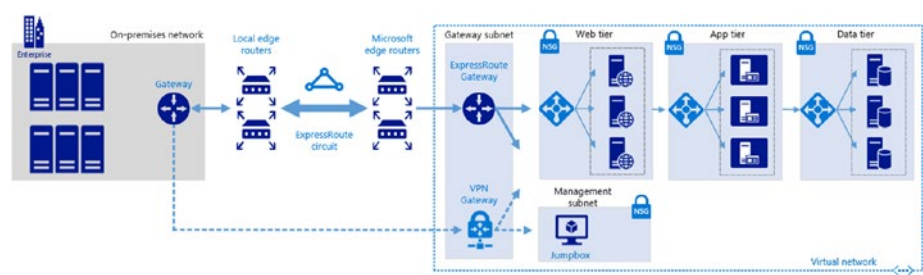 On-premises network
Enterprise
Gateway
Local edge
routers
ExpressRoute
circuit
Microsoft
edge routers
Gateway subnet
ExpressRoute
Gateway
VPN
Gateway
NSG
Web tier
NSG
App tier
NSG
Data tier
Management
subnet
NSG
Jumpbox
Virtual network